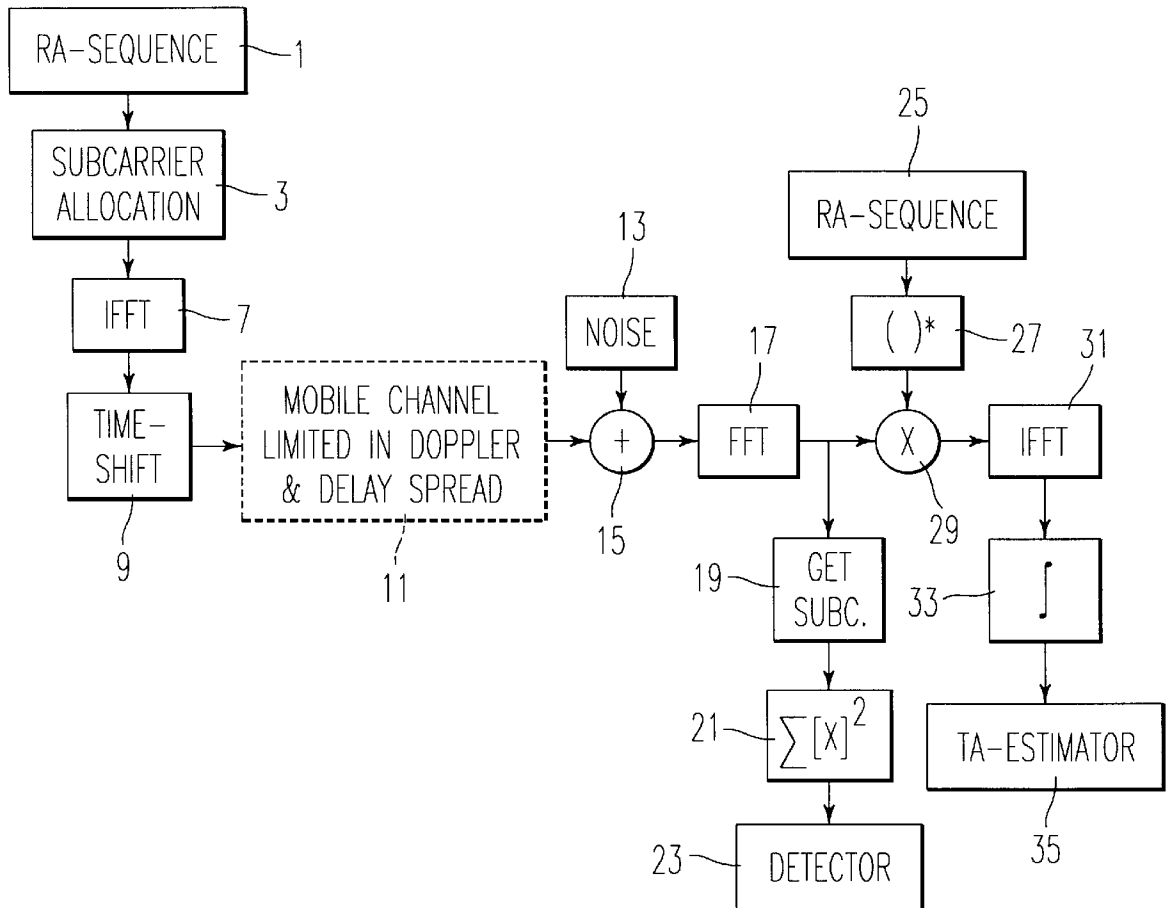 RA-SEQUENCE
1
SUBCARRIER
ALLOCATION
3
IFFT
7
TIME-
SHIFT
9
MOBILE CHANNEL
LIMITED IN DOPPLER
& DELAY SPREAD
11
13
NOISE
+
15
17
FFT
25
RA-SEQUENCE
( )*
27
X
29
31
IFFT
19
GET
SUBC.
33
∫
21
∑[X]²
TA-ESTIMATOR
35
23
DETECTOR